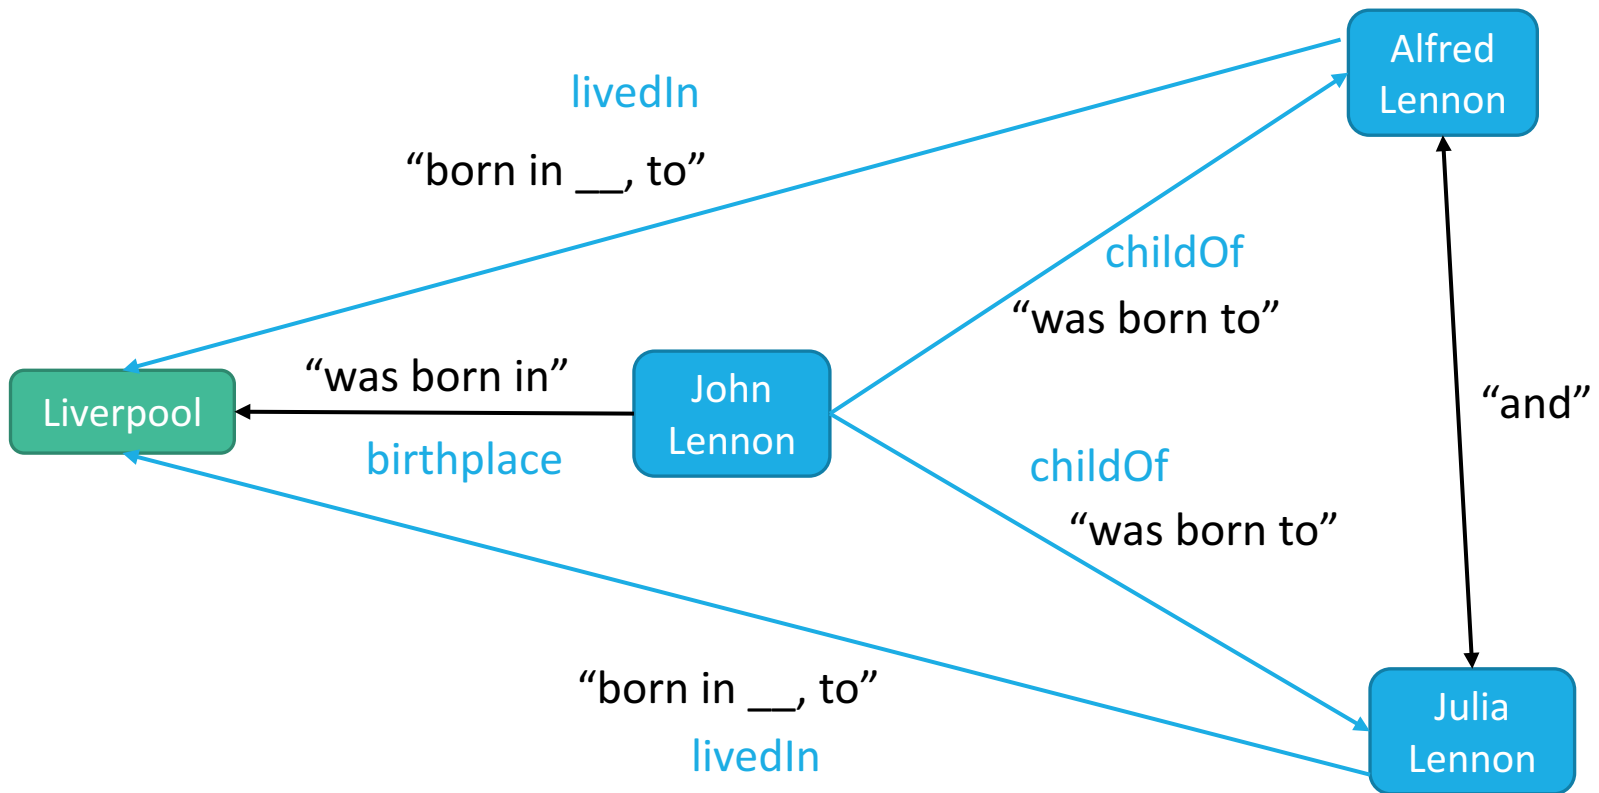 Alfred
Lennon
livedIn
“born in __, to”
childOf
“was born to”
“was born in”
John
Lennon
Liverpool
“and”
birthplace
childOf
“was born to”
“born in __, to”
livedIn
Julia
Lennon